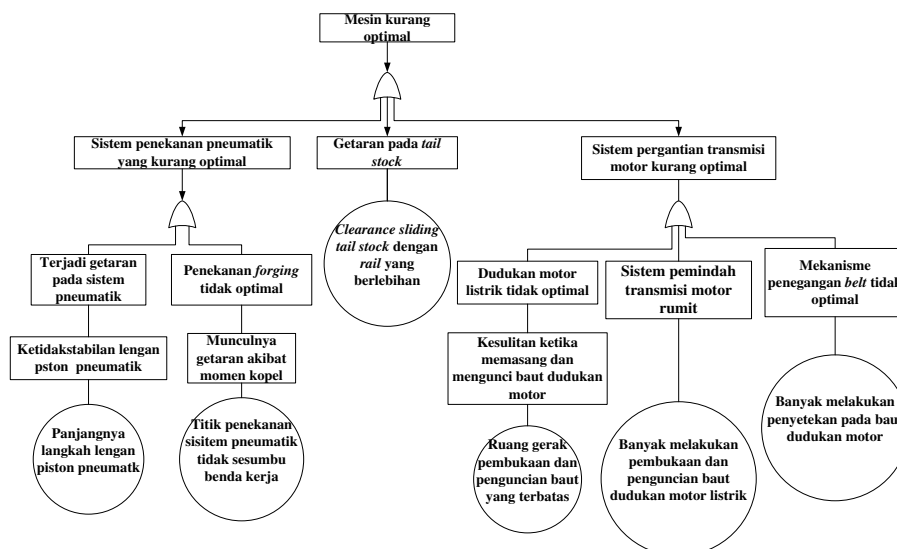 Mesin kurang
optimal
Sistem penekanan pneumatik
yang kurang optimal
Getaran pada tail
stock
Sistem pergantian transmisi
motor kurang optimal
Clearance sliding
tail stock dengan
rail yang
berlebihan
Terjadi getaran
pada sistem
pneumatik
Penekanan forging
tidak optimal
Dudukan motor
listrik tidak optimal
Sistem pemindah
transmisi motor
rumit
Mekanisme
penegangan belt tidak
optimal
Ketidakstabilan lengan
pston pneumatik
Munculnya
getaran akibat
momen kopel
Kesulitan ketika
memasang dan
mengunci baut dudukan
motor
Panjangnya
langkah lengan
piston pneumatk
Titik penekanan
sisitem pneumatik
tidak sesumbu
benda kerja
Ruang gerak
pembukaan dan
penguncian baut
yang terbatas
Banyak melakukan
pembukaan dan
penguncian baut
dudukan motor listrik
Banyak melakukan
penyetekan pada bau
dudukan motor